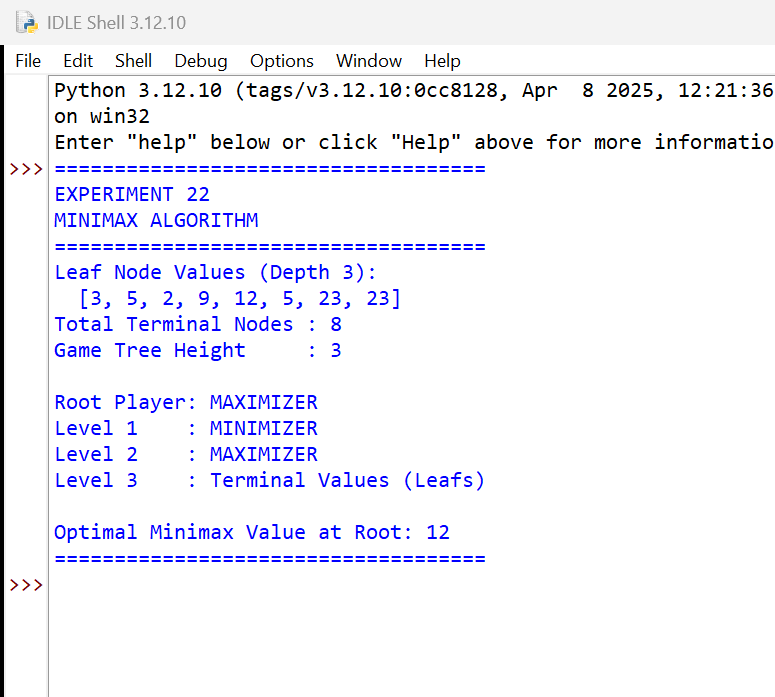 IDLE Shell 3.12.10
File Edit Shell Debug Options Window Help
Python 3.12.10 (tags/v3.12.10:0cc8128, Apr  8 2025, 12:21:36
on win32
Enter "help" below or click "Help" above for more informatio
>>> ====================================
EXPERIMENT 22
MINIMAX ALGORITHM
====================================
Leaf Node Values (Depth 3):
  [3, 5, 2, 9, 12, 5, 23, 23]
Total Terminal Nodes : 8
Game Tree Height     : 3
Root Player: MAXIMIZER
Level 1    : MINIMIZER
Level 2    : MAXIMIZER
Level 3    : Terminal Values (Leafs)
Optimal Minimax Value at Root: 12
====================================
>>>